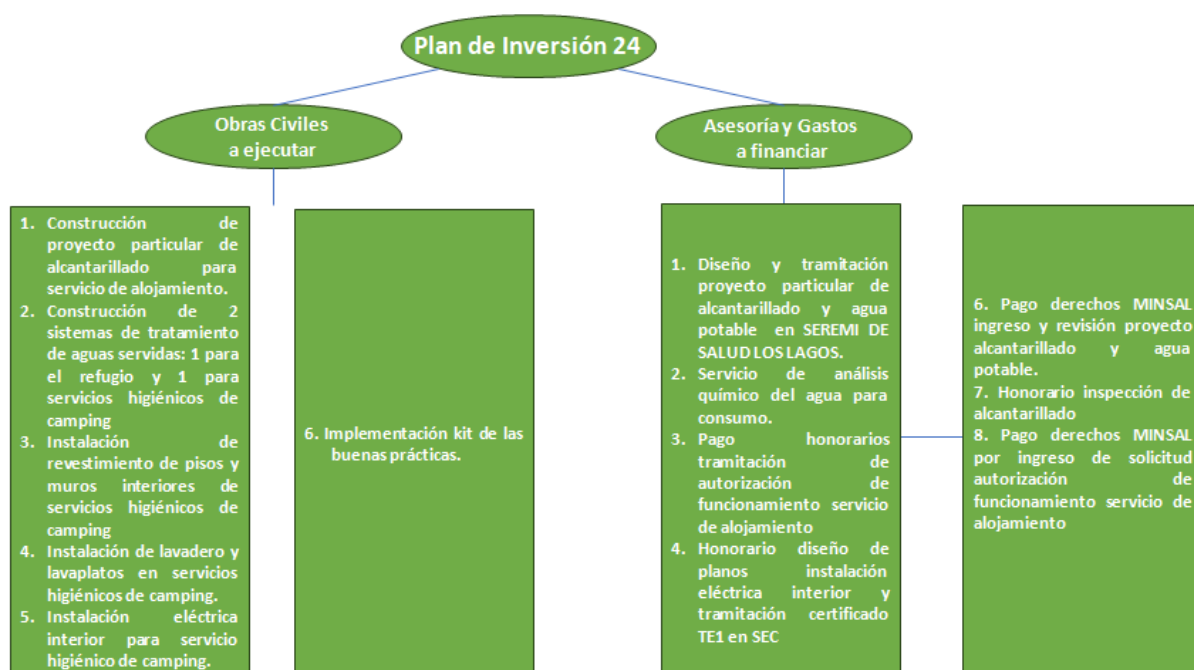 Plan de Inversión 24
Obras Civiles
a ejecutar
Asesoría y Gastos
a financiar
1. Construcción de
proyecto particular de
alcantarillado para
servicio de alojamiento.
2. Construcción de 2
sistemas de tratamiento
de aguas servidas: 1 para
el refugio y 1 para
servicios higiénicos de
camping
3. Instalación de
revestimiento de pisos y
muros interiores de
servicios higiénicos de
camping
4. Instalación de lavadero y
lavaplatos en servicios
higiénicos de camping.
5. Instalación eléctrica
interior para servicio
higiénico de camping.
6. Implementación kit de las
buenas prácticas.
1. Diseño y tramitación
proyecto particular de
alcantarillado y agua
potable en SEREMI DE
SALUD LOS LAGOS.
2. Servicio de análisis
químico del agua para
consumo.
3. Pago honorarios
tramitación de
autorización de
funcionamiento servicio
de alojamiento
4. Honorario diseño de
planos instalación
eléctrica interior y
tramitación certificado
TE1 en SEC
6. Pago derechos MINSAL
ingreso y revisión proyecto
alcantarillado y agua
potable.
7. Honorario inspección de
alcantarillado
8. Pago derechos MINSAL
por ingreso de solicitud
autorización de
funcionamiento servicio de
alojamiento